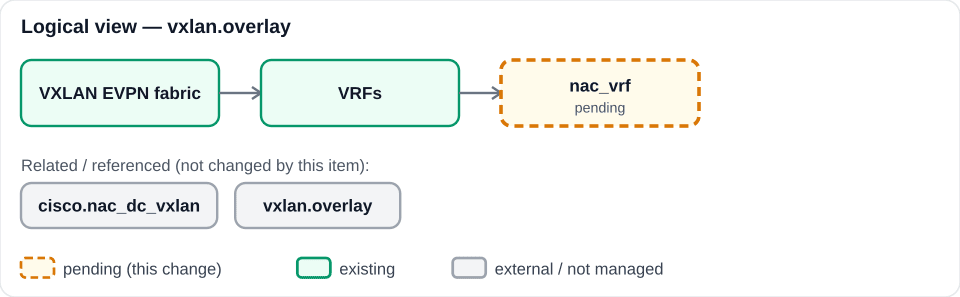 Logical view — vxlan.overlay
VXLAN EVPN fabric
VRFs
nac_vrf
pending
Related / referenced (not changed by this item):
cisco.nac_dc_vxlan
vxlan.overlay
pending (this change)
existing
external / not managed